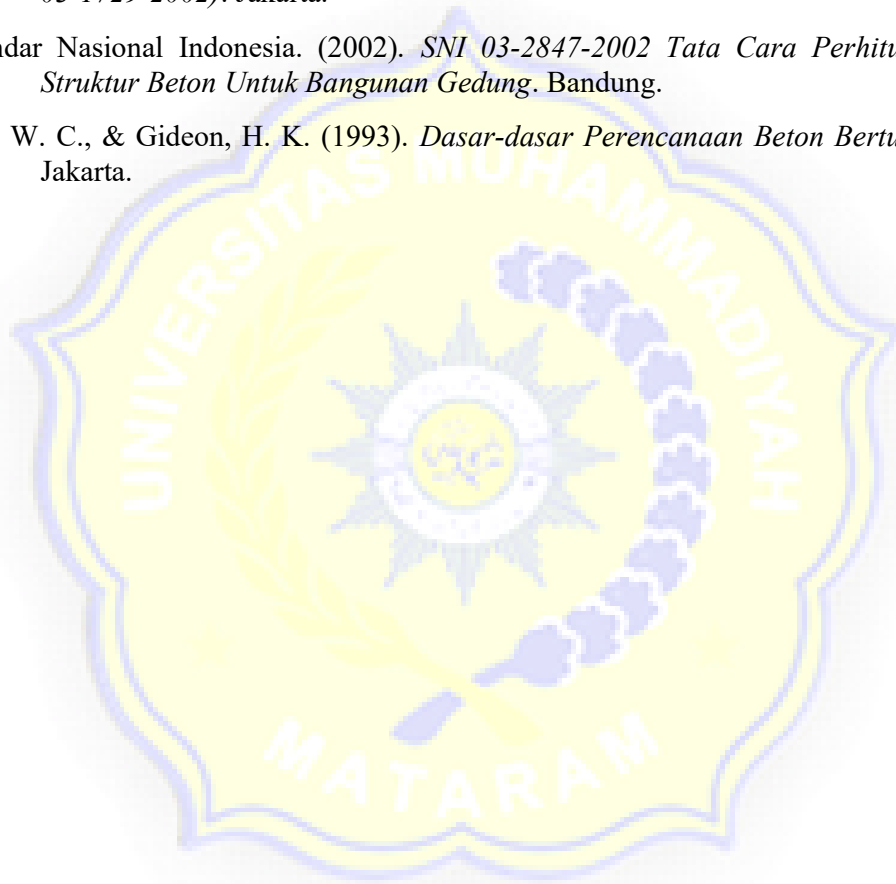 03-1729-2002). Jakarta.
ndar Nasional Indonesia. (2002). SNI 03-2847-2002 Tata Cara Perhitu
Struktur Beton Untuk Bangunan Gedung. Bandung.
W. C., & Gideon, H. K. (1993). Dasar-dasar Perencanaan Beton Bertu
Jakarta.
UNIVERSITAS MUHAMMADIYAH
MATARAM